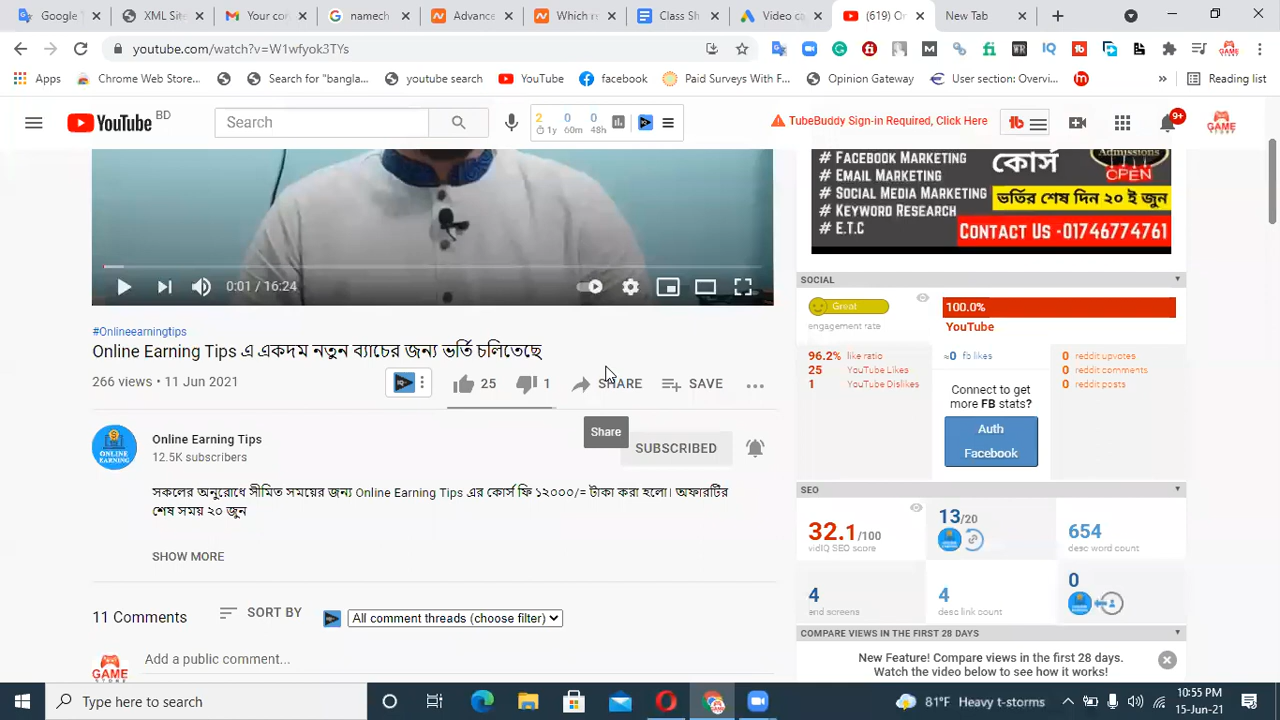 Googl
IML Site
Your con
namech
Advance
Which re
Class Sh
Video op
(619) On
New Tab
youtube.com/watch?v=W1wfyok3TYs
Apps
Chrome Web Store...
Search for "bangla...
youtube.search
YouTube
facebook
Paid Surveys With F...
Opinion Gateway
User section: Overvi...
»
Reading list
YouTube BD
Search
2 0 0
1y 60m 48h
TubeBuddy Sign-in Required, Click Here
9+
# FACEBOOK MARKETING
# EMAIL MARKETING
# SOCIAL MEDIA MARKETING
# KEYWORD RESEARCH
# E.T.C
কোর্স
Admissions
OPEN
ভর্তির শেষ দিন ২০ ই জুন
CONTACT Us -01746774761
0:01 / 16:24
#Onlineearningtips
Online Earning Tips এ একদম নতুন ব্যাচের জন্য ভর্তি চলিতেছে
266 views • 11 Jun 2021
25
1
SHARE
SAVE
Share
Online Earning Tips
12.5K subscribers
SUBSCRIBED
সকলের অনুরোধে সীমিত সময়ের জন্য Online Earning Tips এর কোর্স ফি ১২০০০/= টাকা করা হলো। অফারটির
শেষ সময় ২০ জুন
SHOW MORE
11 Comments
SORT BY
All comment threads (choose filter)
Add a public comment...
SOCIAL
Great
engagement rate
100.0%
YouTube
96.2% like ratio
25 YouTube Likes
1 YouTube Dislikes
≈0 fb likes
0 reddit upvotes
0 reddit comments
0 reddit posts
Connect to get
more FB stats?
Auth
Facebook
SEO
32.1/100
vidIQ SEO score
13/20
654
desc word count
4
end screens
4
desc link count
0
COMPARE VIEWS IN THE FIRST 28 DAYS
New Feature! Compare views in the first 28 days.
Watch the video below to see how it works!
Type here to search
81°F Heavy t-storms
10:55 PM
15-Jun-21